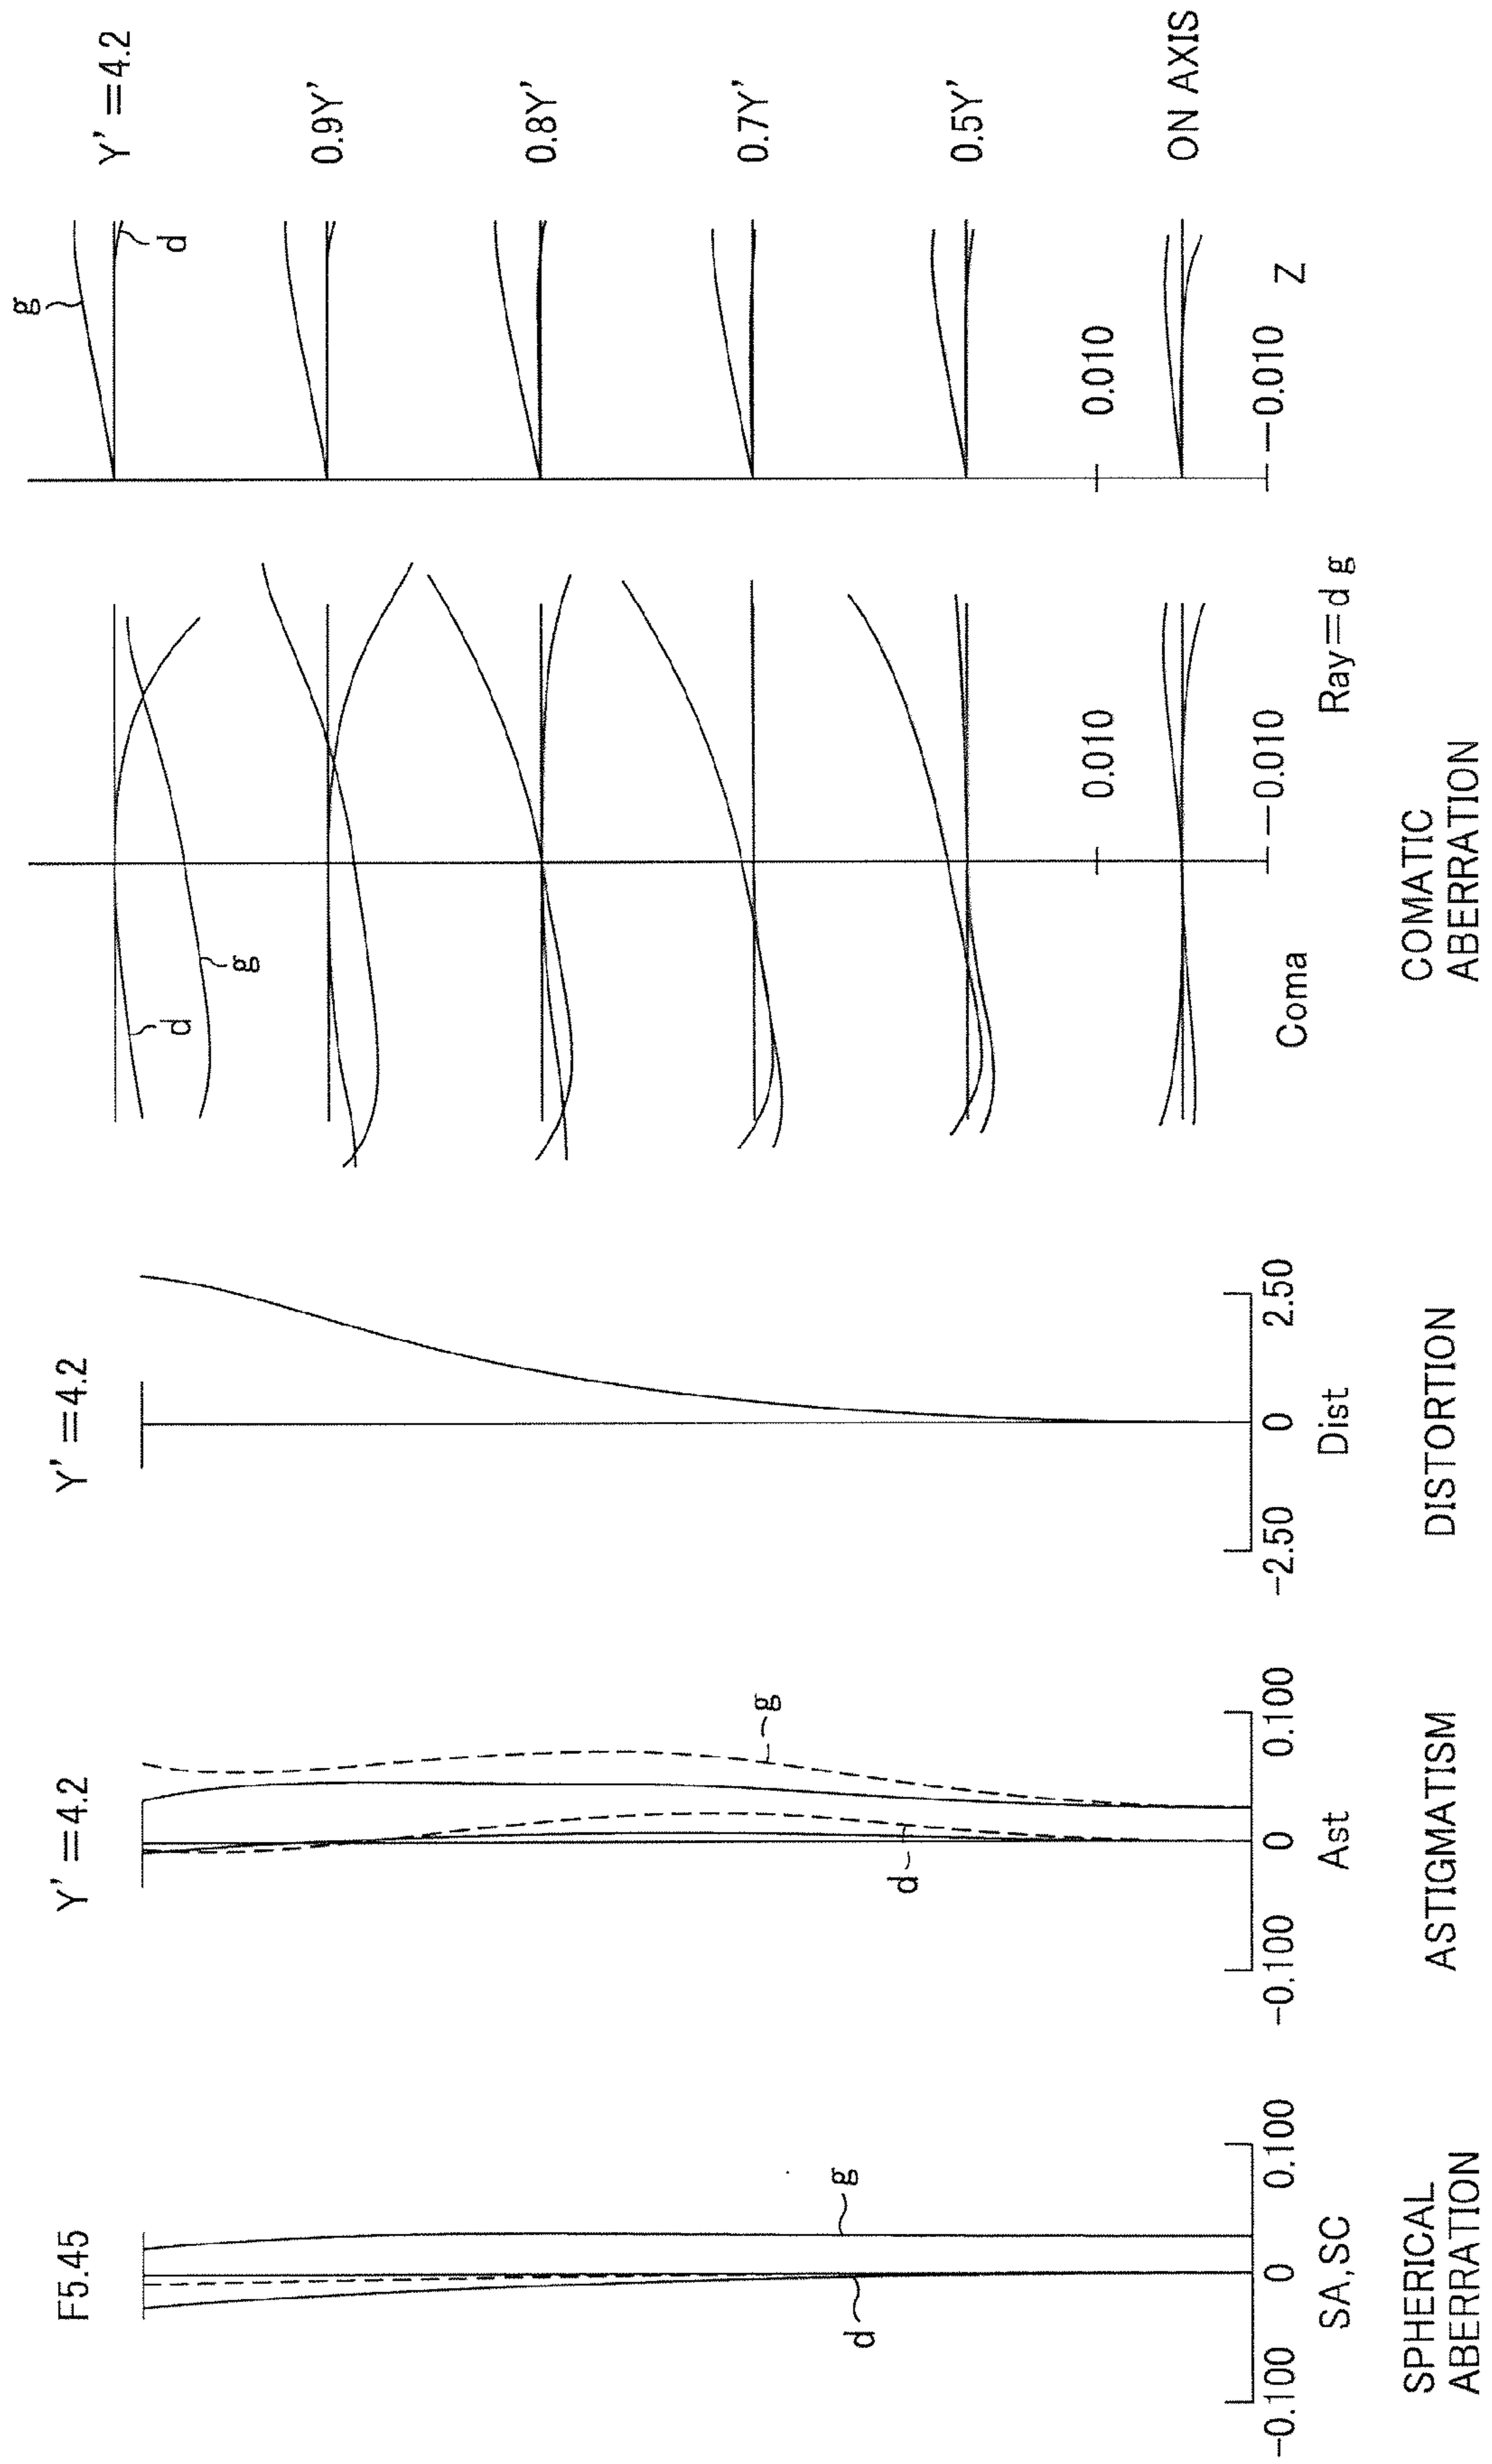 F5.45
g
d
-0.100
0
0.100
SA,SC
SPHERICAL
ABERRATION
Y'=4.2
g
d
-0.100
0
0.100
Ast
ASTIGMATISM
Y'=4.2
-2.50
0
2.50
Dist
DISTORTION
d
g
0.010
-0.010
Coma
Ray=d g
COMATIC
ABERRATION
g
d
Y'=4.2
0.9Y'
0.8Y'
0.7Y'
0.5Y'
0.010
ON AXIS
-0.010
Z